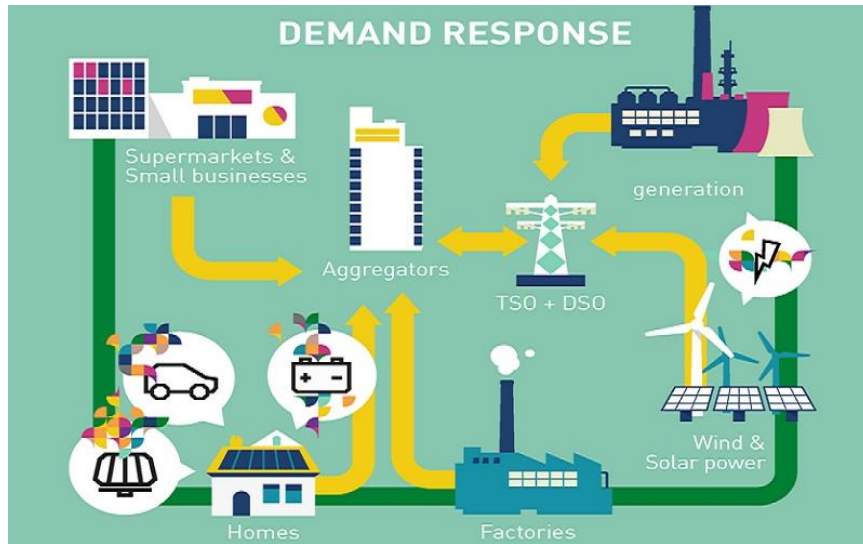 DEMAND RESPONSE
Supermarkets &
Small businesses
generation
Aggregators
TSO + DSO
Wind &
Solar power
Homes
Factories